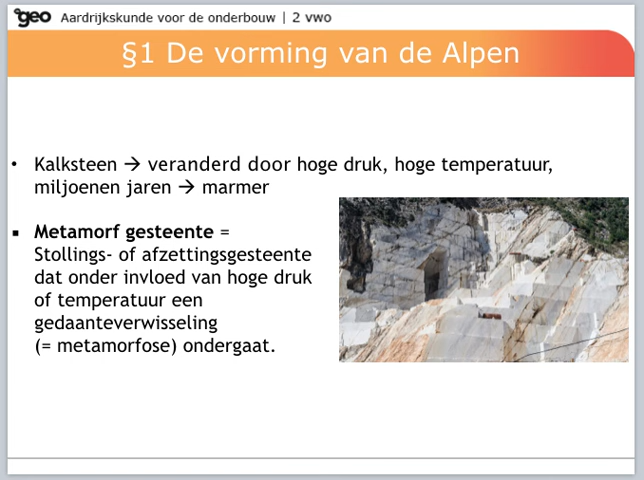 geo Aardrijkskunde voor de onderbouw | 2 vwo
§1 De vorming van de Alpen
• Kalksteen → veranderd door hoge druk, hoge temperatuur,
miljoenen jaren → marmer
▪ Metamorf gesteente =
Stollings- of afzettingsgesteente
dat onder invloed van hoge druk
of temperatuur een
gedaanteverwisseling
(= metamorfose) ondergaat.